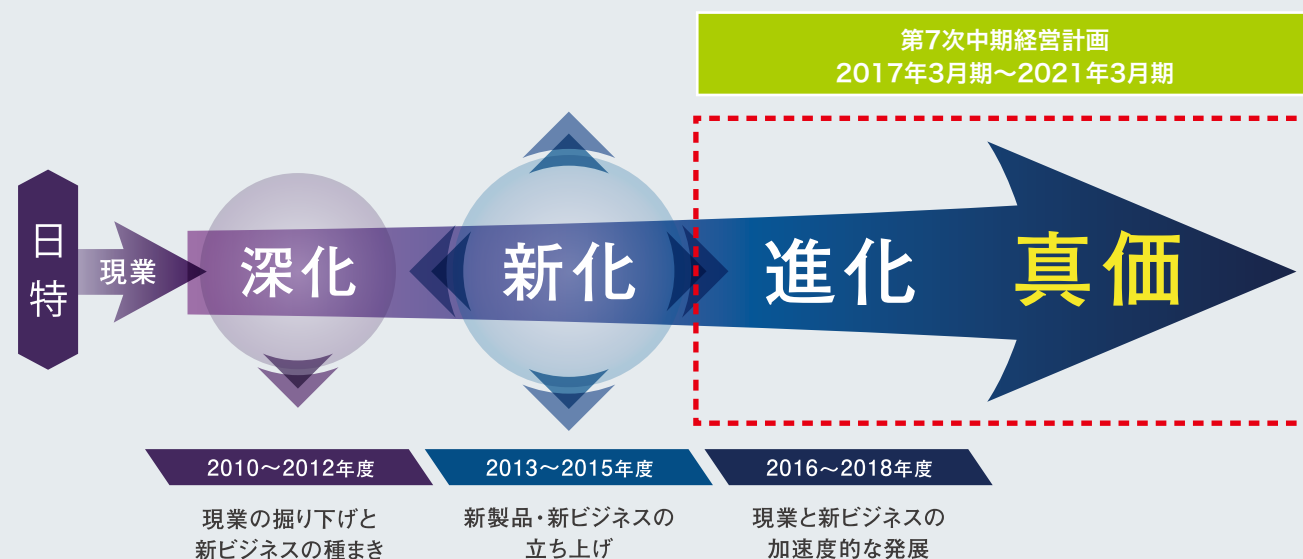 第7次中期経営計画
2017年3月期～2021年3月期
日特
現業
深化
新化
進化
真価
2010～2012年度
現業の掘り下げと
新ビジネスの種まき
2013～2015年度
新製品・新ビジネスの
立ち上げ
2016～2018年度
現業と新ビジネスの
加速度的な発展